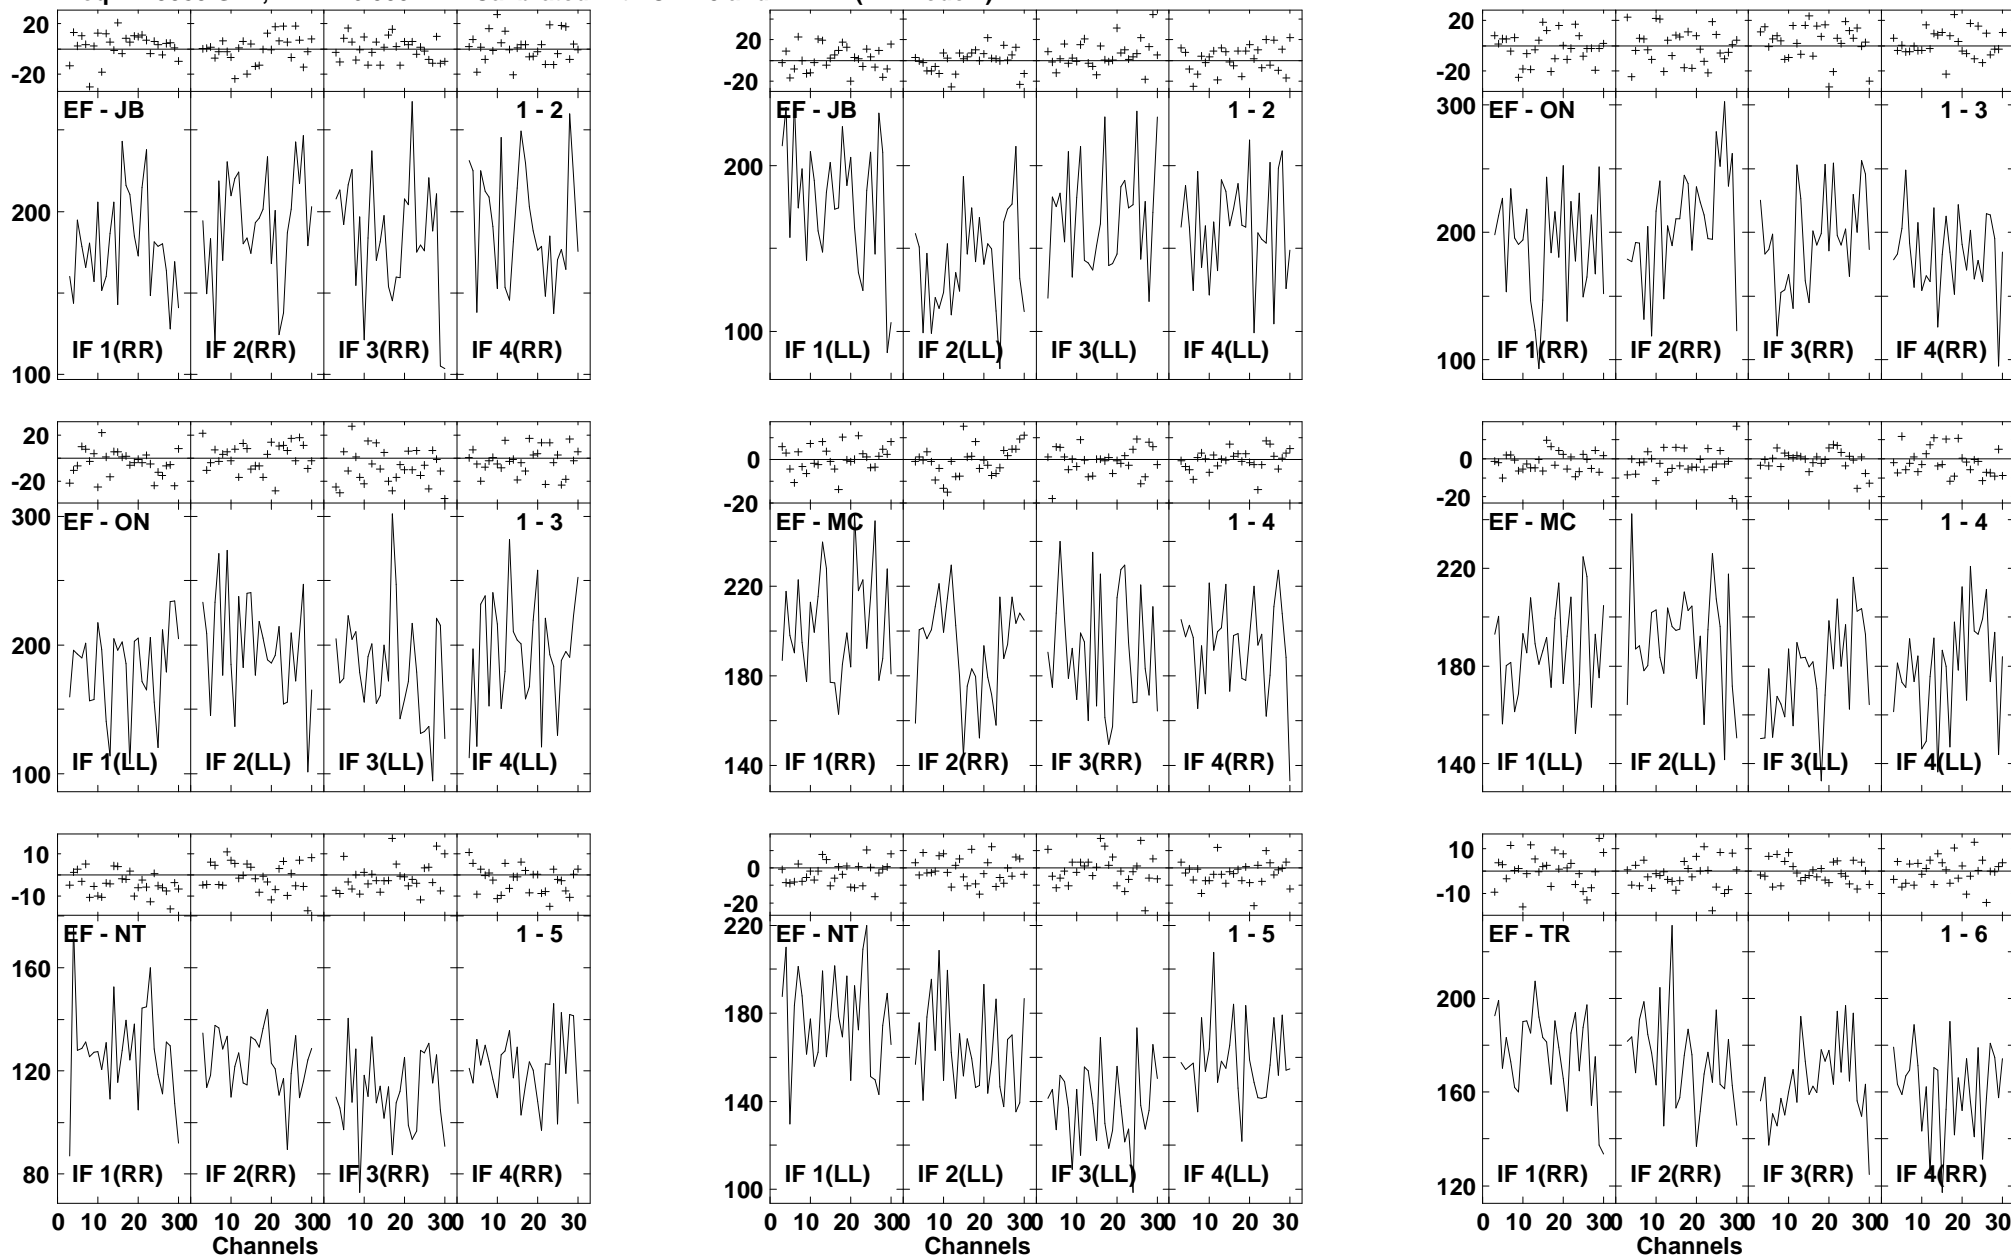 20 20 20
-20 -20 -20
EF - JB 1 - 2 EF - JB 1 - 2 EF - ON 1 - 3
300
200 200 200
100 100 100
IF 1(RR) IF 2(RR) IF 3(RR) IF 4(RR) IF 1(LL) IF 2(LL) IF 3(LL) IF 4(LL) IF 1(RR) IF 2(RR) IF 3(RR) IF 4(RR)
20 0 0
-20 -20 -20
EF - ON 1 - 3 EF - MC 1 - 4 EF - MC 1 - 4
300 220 220
200 180 180
100 140 140
IF 1(LL) IF 2(LL) IF 3(LL) IF 4(LL) IF 1(RR) IF 2(RR) IF 3(RR) IF 4(RR) IF 1(LL) IF 2(LL) IF 3(LL) IF 4(LL)
10 0 10
-10 -20 -10
EF - NT 1 - 5 EF - NT 1 - 5 EF - TR 1 - 6
160 220 200
120 180 160
80 140 120
100
IF 1(RR) IF 2(RR) IF 3(RR) IF 4(RR) IF 1(LL) IF 2(LL) IF 3(LL) IF 4(LL) IF 1(RR) IF 2(RR) IF 3(RR) IF 4(RR)
0 10 20 30 0 10 20 30 0 10 20 30 0 10 20 30 0 10 20 30 0 10 20 30 0 10 20 30 0 10 20 30 0 10 20 30 0 10 20 30 0 10 20 30 0 10 20 30
Channels Channels Channels